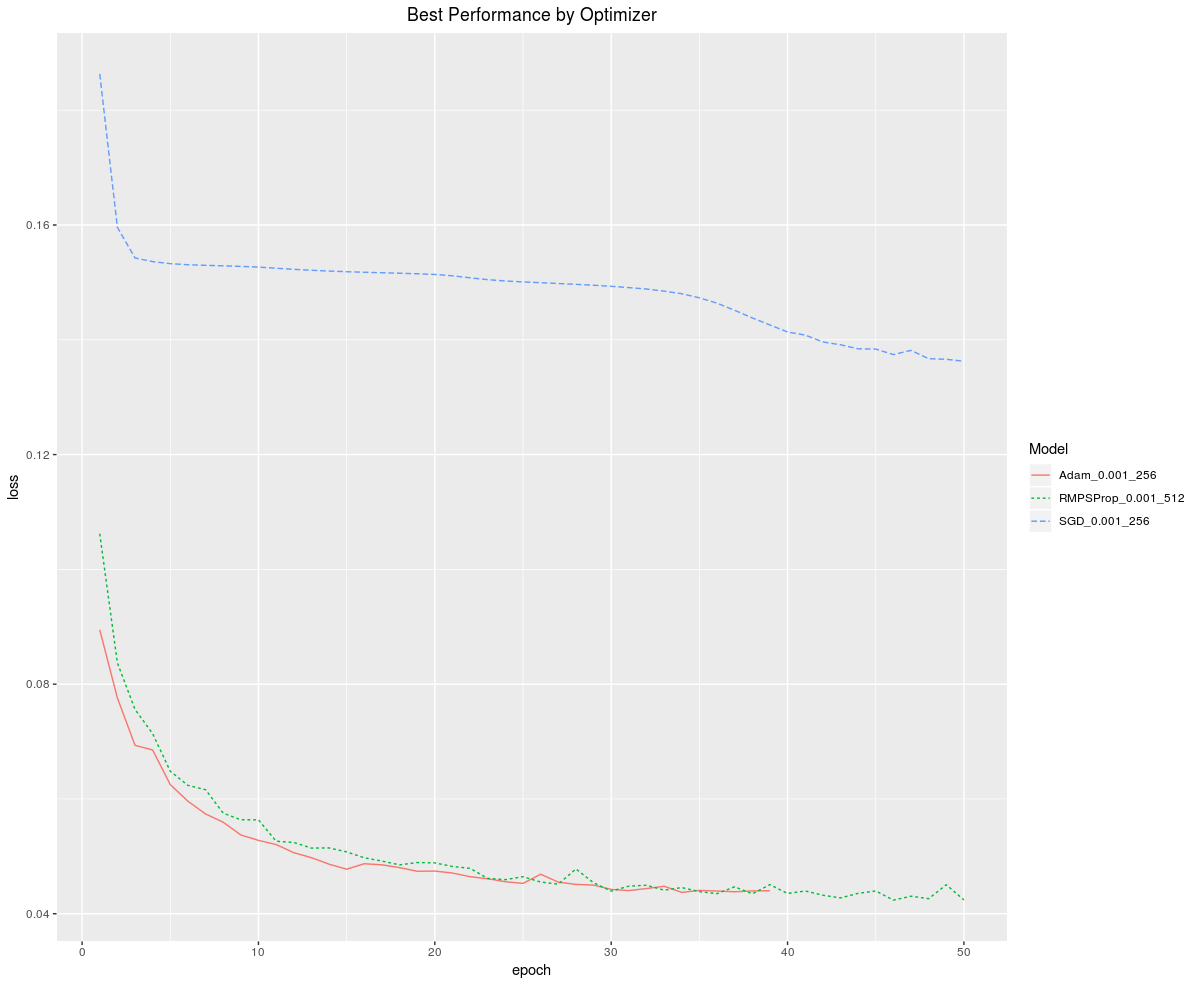 Best Performance by Optimizer
0.16
0.12
0.08
0.04
loss
0 10 20 30 40 50
epoch
Model
Adam_0.001_256
RMPSProp_0.001_512
SGD_0.001_256